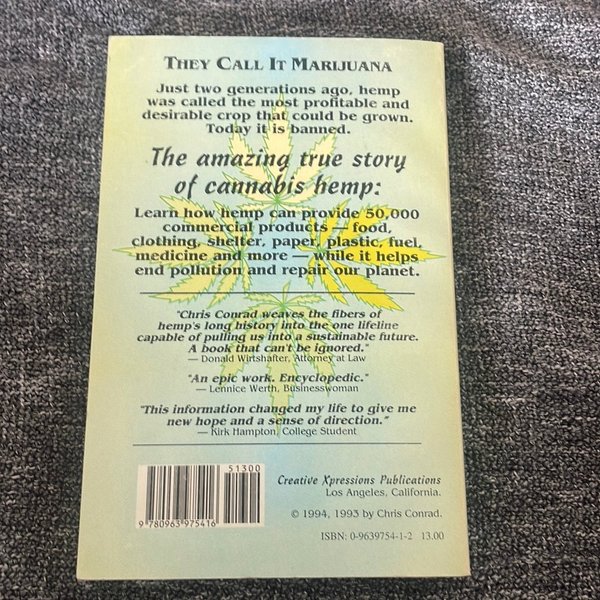 THEY CALL IT MARIJUANA
Just two generations ago, hemp
was called the most profitable and
desirable crop that could be grown.
Today it is banned.
The amazing true story
of cannabis hemp:
Learn how hemp can provide 50,000
commercial products — food,
clothing, shelter, paper, plastic, fuel,
medicine and more — while it helps
end pollution and repair our planet.
"Chris Conrad weaves the fibers of
hemp's long history into the one lifeline
capable of pulling us into a sustainable future.
A book that can't be ignored."
— Donald Wirtshafter, Attorney at Law
"An epic work. Encyclopedic."
— Lennice Werth, Businesswoman
"This information changed my life to give me
new hope and a sense of direction."
— Kirk Hampton, College Student
51300
9 780963 975416
Creative Xpressions Publications
Los Angeles, California.
© 1994, 1993 by Chris Conrad.
ISBN: 0-9639754-1-2 13.00